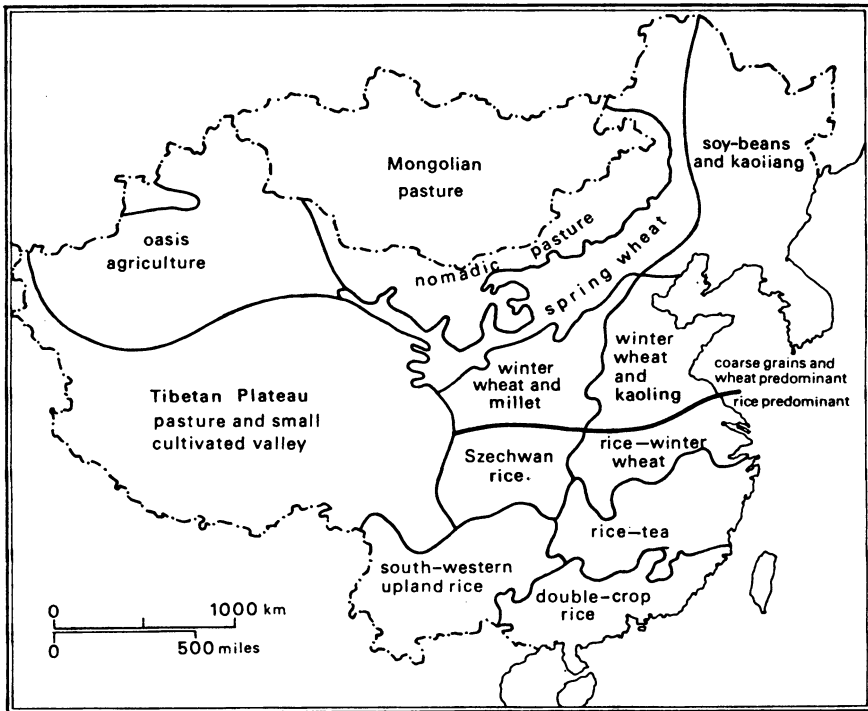 soy-beans
and kaoiiang
Mongolian
pasture
oasis
agriculture
nomadic pasture
spring wheat
winter
wheat
and
kaoling
winter
wheat and
millet
coarse grains and
wheat predominant
rice predominant
Tibetan Plateau
pasture and small
cultivated valley
rice-winter
wheat
Szechwan
rice.
rice-tea
south-western
upland rice
double-crop
rice
0 1000 km
0 500 miles